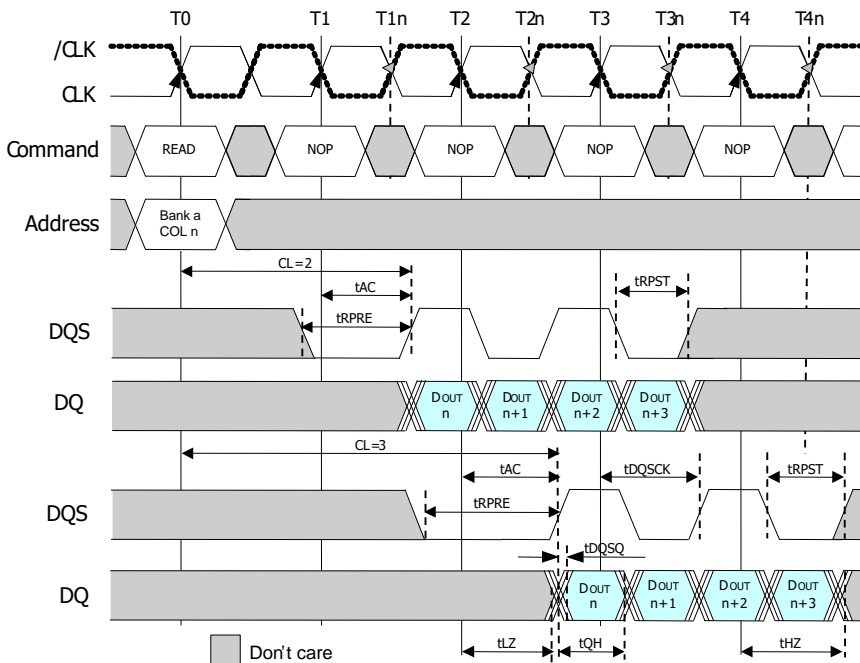 T0 T1 T1n T2 T2n T3 T3n T4 T4n
/CLK
CLK
Command READ NOP NOP NOP NOP
Address Bank a
COL n
CL=2
tAC
tRPST
tRPRE
DQS
DQ DOUT n DOUT n+1 DOUT n+2 DOUT n+3
CL=3
tAC tDQSCK tRPST
tRPRE
DQS
tDQSQ
DQ DOUT n DOUT n+1 DOUT n+2 DOUT n+3
tLZ tQH tHZ
Don't care